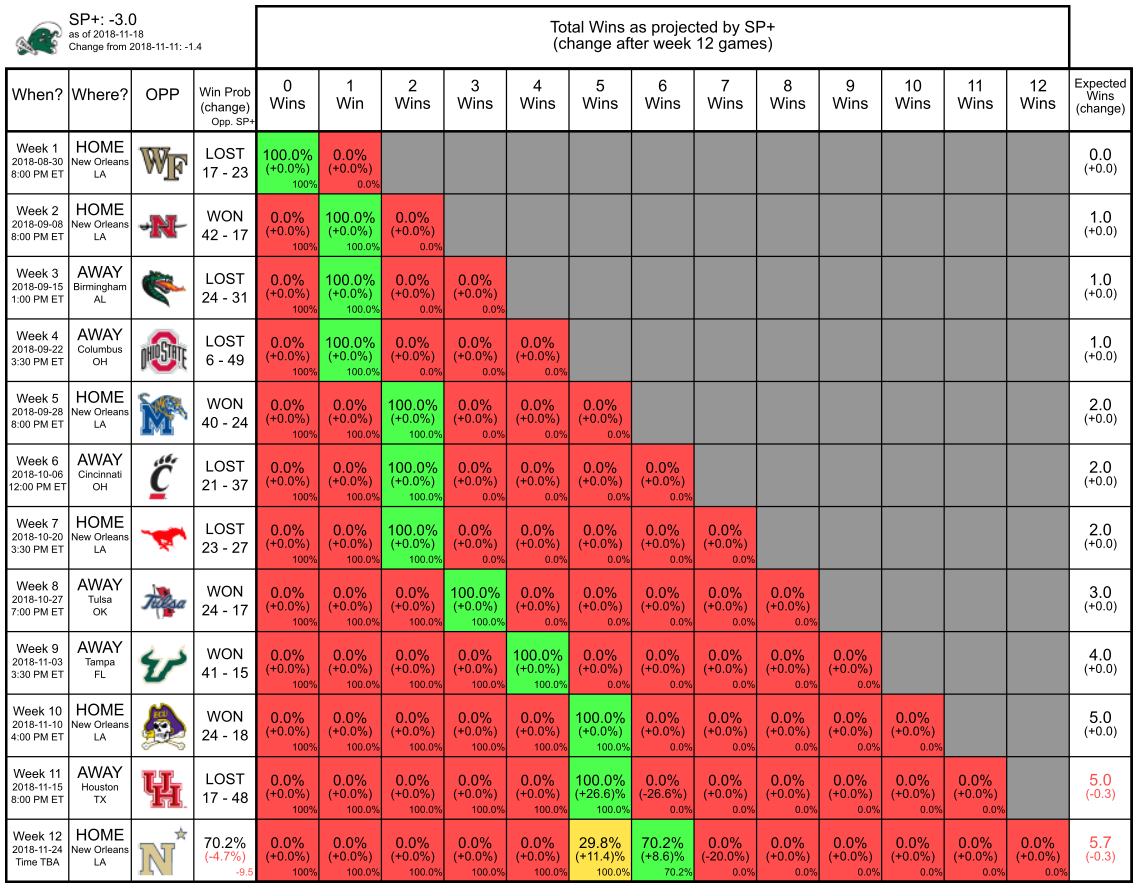 SP+: -3.0
as of 2018-11-18
Change from 2018-11-11: -1.4
Total Wins as projected by SP+
(change after week 12 games)
When? Where? OPP Win Prob (change) Opp. SP+ 0 Wins 1 Win 2 Wins 3 Wins 4 Wins 5 Wins 6 Wins 7 Wins 8 Wins 9 Wins 10 Wins 11 Wins 12 Wins Expected Wins (change)
Week 1 HOME WF LOST 100.0% 0.0% 0.0
2018-08-30 New Orleans 17 - 23 (+0.0%) (+0.0%) (+0.0)
8:00 PM ET LA 100% 0.0%
Week 2 HOME N WON 0.0% 100.0% 0.0% 1.0
2018-09-08 New Orleans 42 - 17 (+0.0%) (+0.0%) (+0.0%) (+0.0)
8:00 PM ET LA 100% 100.0% 0.0%
Week 3 AWAY LOST 0.0% 100.0% 0.0% 0.0% 1.0
2018-09-15 Birmingham 24 - 31 (+0.0%) (+0.0%) (+0.0%) (+0.0%) (+0.0)
1:00 PM ET AL 100% 100.0% 0.0% 0.0%
Week 4 AWAY OHIO STATE LOST 0.0% 100.0% 0.0% 0.0% 0.0% 1.0
2018-09-22 Columbus 6 - 49 (+0.0%) (+0.0%) (+0.0%) (+0.0%) (+0.0%) (+0.0)
3:30 PM ET OH 100% 100.0% 0.0% 0.0% 0.0%
Week 5 HOME M WON 0.0% 0.0% 100.0% 0.0% 0.0% 0.0% 2.0
2018-09-28 New Orleans 40 - 24 (+0.0%) (+0.0%) (+0.0%) (+0.0%) (+0.0%) (+0.0%) (+0.0)
8:00 PM ET LA 100% 100.0% 100.0% 0.0% 0.0% 0.0%
Week 6 AWAY C LOST 0.0% 0.0% 100.0% 0.0% 0.0% 0.0% 0.0% 2.0
2018-10-06 Cincinnati 21 - 37 (+0.0%) (+0.0%) (+0.0%) (+0.0%) (+0.0%) (+0.0%) (+0.0%) (+0.0)
12:00 PM ET OH 100% 100.0% 100.0% 0.0% 0.0% 0.0% 0.0%
Week 7 HOME LOST 0.0% 0.0% 100.0% 0.0% 0.0% 0.0% 0.0% 0.0% 2.0
2018-10-20 New Orleans 23 - 27 (+0.0%) (+0.0%) (+0.0%) (+0.0%) (+0.0%) (+0.0%) (+0.0%) (+0.0%) (+0.0)
3:30 PM ET LA 100% 100.0% 100.0% 0.0% 0.0% 0.0% 0.0% 0.0%
Week 8 AWAY Tulsa WON 0.0% 0.0% 0.0% 100.0% 0.0% 0.0% 0.0% 0.0% 0.0% 3.0
2018-10-27 Tulsa 24 - 17 (+0.0%) (+0.0%) (+0.0%) (+0.0%) (+0.0%) (+0.0%) (+0.0%) (+0.0%) (+0.0%) (+0.0)
7:00 PM ET OK 100% 100.0% 100.0% 100.0% 0.0% 0.0% 0.0% 0.0% 0.0%
Week 9 AWAY WON 0.0% 0.0% 0.0% 0.0% 100.0% 0.0% 0.0% 0.0% 0.0% 0.0% 4.0
2018-11-03 Tampa 41 - 15 (+0.0%) (+0.0%) (+0.0%) (+0.0%) (+0.0%) (+0.0%) (+0.0%) (+0.0%) (+0.0%) (+0.0%) (+0.0)
3:30 PM ET FL 100% 100.0% 100.0% 100.0% 100.0% 0.0% 0.0% 0.0% 0.0% 0.0%
Week 10 HOME ECU WON 0.0% 0.0% 0.0% 0.0% 0.0% 100.0% 0.0% 0.0% 0.0% 0.0% 0.0% 5.0
2018-11-10 New Orleans 24 - 18 (+0.0%) (+0.0%) (+0.0%) (+0.0%) (+0.0%) (+0.0%) (+0.0%) (+0.0%) (+0.0%) (+0.0%) (+0.0%) (+0.0)
4:00 PM ET LA 100% 100.0% 100.0% 100.0% 100.0% 100.0% 0.0% 0.0% 0.0% 0.0% 0.0%
Week 11 AWAY UH LOST 0.0% 0.0% 0.0% 0.0% 0.0% 100.0% 0.0% 0.0% 0.0% 0.0% 0.0% 0.0% 5.0
2018-11-15 Houston 17 - 48 (+0.0%) (+0.0%) (+0.0%) (+0.0%) (+0.0%) (+26.6)% (-26.6%) (+0.0%) (+0.0%) (+0.0%) (+0.0%) (+0.0%) (-0.3)
8:00 PM ET TX 100% 100.0% 100.0% 100.0% 100.0% 100.0% 0.0% 0.0% 0.0% 0.0% 0.0% 0.0%
Week 12 HOME N 70.2% 0.0% 0.0% 0.0% 0.0% 0.0% 29.8% 70.2% 0.0% 0.0% 0.0% 0.0% 0.0% 0.0% 5.7
2018-11-24 New Orleans (-4.7%) (+0.0%) (+0.0%) (+0.0%) (+0.0%) (+0.0%) (+11.4)% (+8.6)% (-20.0%) (+0.0%) (+0.0%) (+0.0%) (+0.0%) (+0.0%) (-0.3)
Time TBA LA -9.5 100% 100.0% 100.0% 100.0% 100.0% 100.0% 70.2% 0.0% 0.0% 0.0% 0.0% 0.0% 0.0%